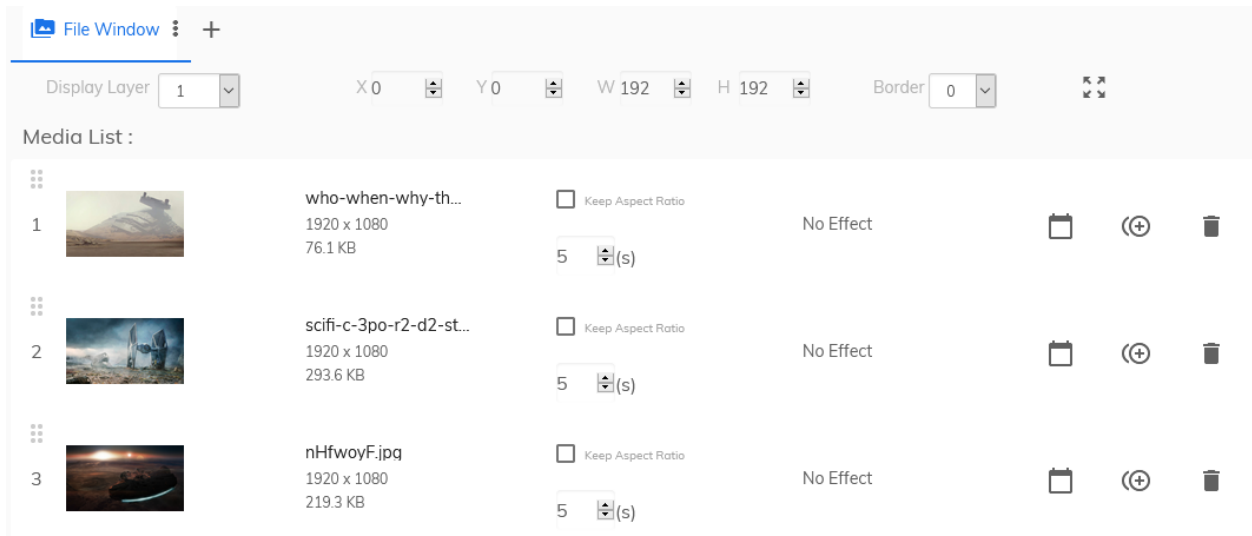 File Window
Display Layer 1 X 0 Y 0 W 192 H 192 Border 0
Media List :
1
who-when-why-th...
1920 x 1080
76.1 KB
Keep Aspect Ratio
5 (s)
No Effect
2
scifi-c-3po-r2-d2-st...
1920 x 1080
293.6 KB
Keep Aspect Ratio
5 (s)
No Effect
3
nHfwoyF.jpg
1920 x 1080
219.3 KB
Keep Aspect Ratio
5 (s)
No Effect